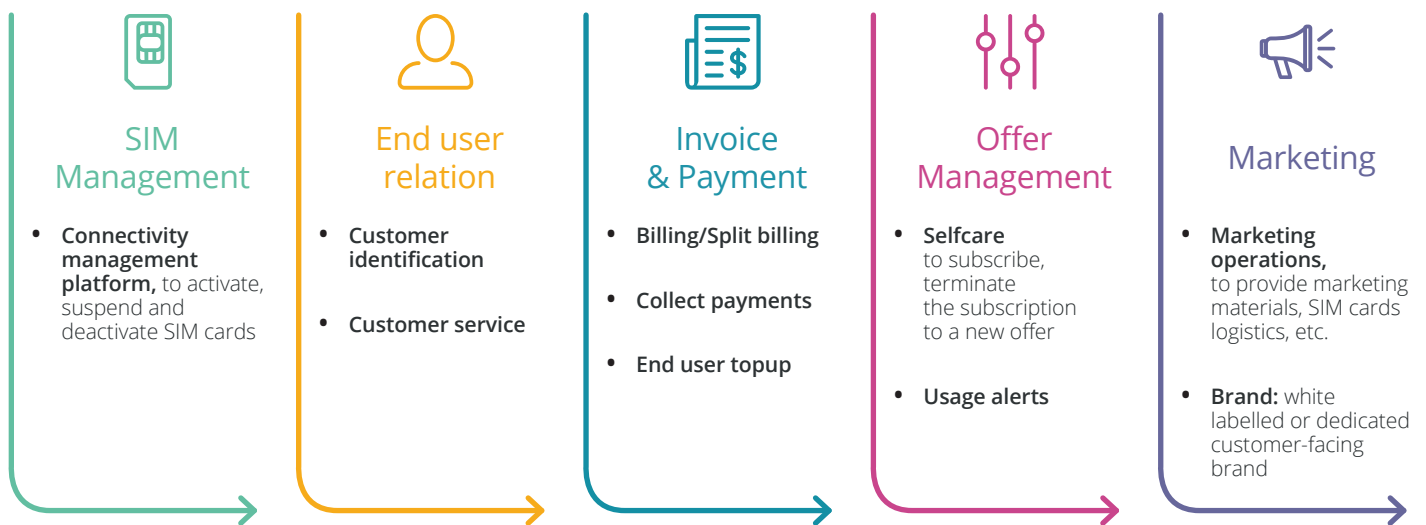 SIM
Management
• Connectivity
management
platform, to activate,
suspend and
deactivate SIM cards
End user
relation
• Customer
identification
• Customer service
$
Invoice
& Payment
• Billing/Split billing
• Collect payments
• End user topup
Offer
Management
• Selfcare
to subscribe,
terminate
the subscription
to a new offer
• Usage alerts
Marketing
• Marketing
operations,
to provide marketing
materials, SIM cards
logistics, etc.
• Brand: white
labelled or dedicated
customer-facing
brand